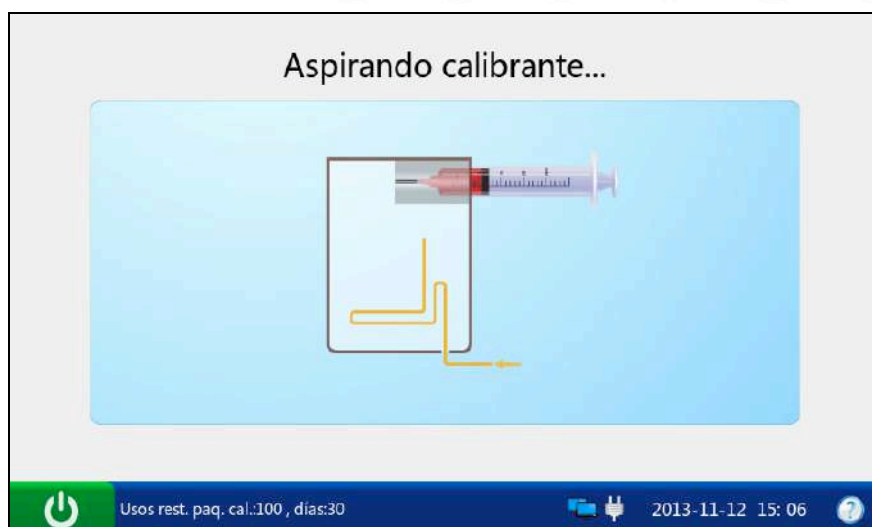 Aspirando calibrante...
Usos rest. paq. cal.:100 , días:30
2013-11-12 15: 06
?